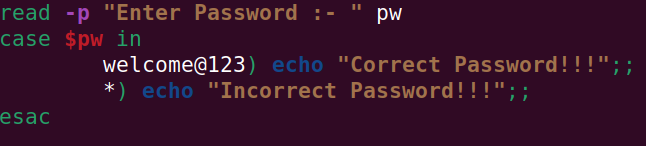 read -p "Enter Password :- " pw
case $pw in
        welcome@123) echo "Correct Password!!!";;
        *) echo "Incorrect Password!!!";;
esac